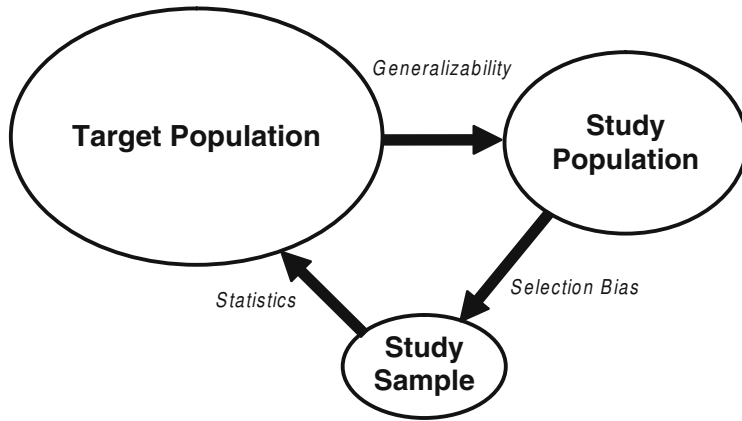 Generalizability
Target Population
Study
Population
Selection Bias
Statistics
Study
Sample